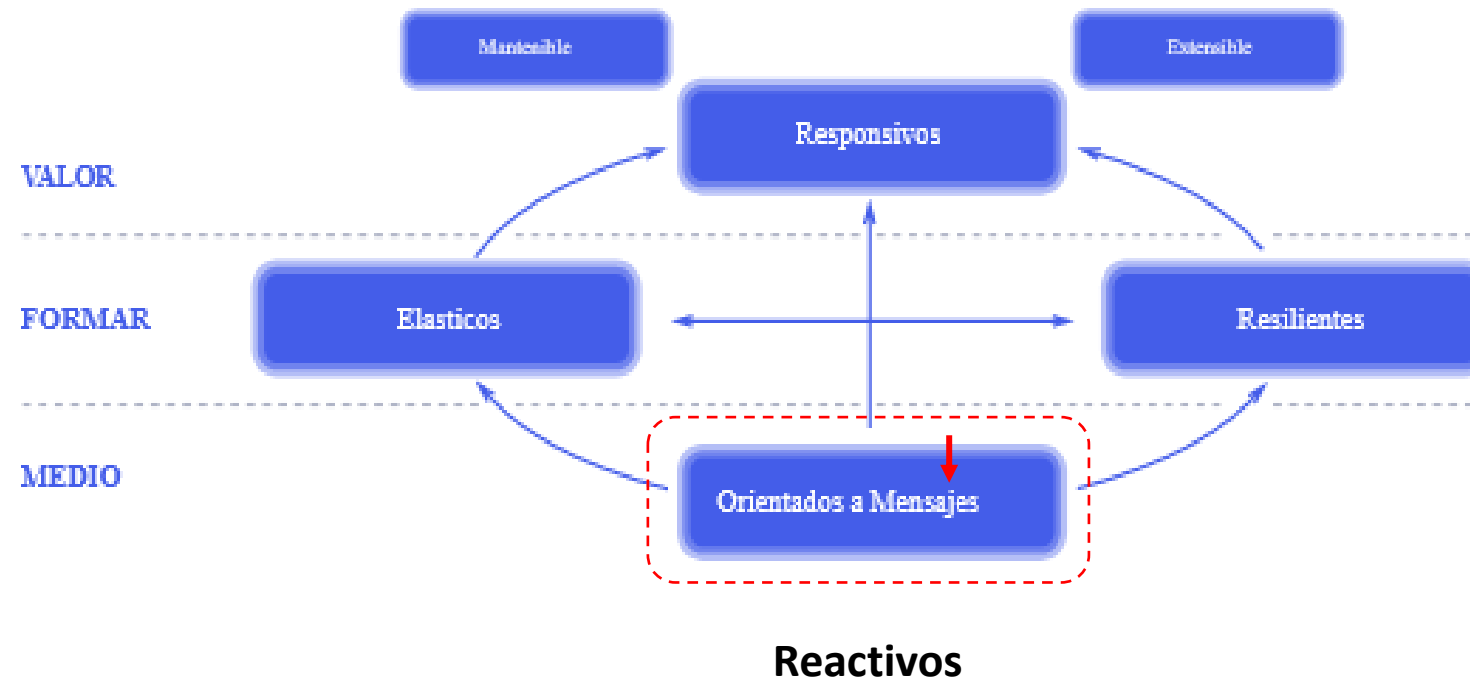 Mantenible
Extensible
Responsivos
VALOR
FORMAR
Elasticos
Resilientes
MEDIO
Orientados a Mensajes
Reactivos